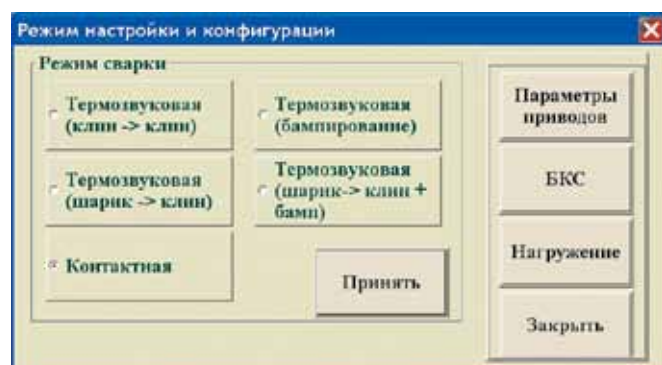 Режим настройки и конфигурации
Режим сварки
Термозвуковая
(клин -> клин)
Термозвуковая
(бампирование)
Термозвуковая
(шарик -> клин)
Термозвуковая
(шарик-> клин +
бамп)
Контактная
Принять
Параметры
приводов
БКС
Нагружение
Закрыть